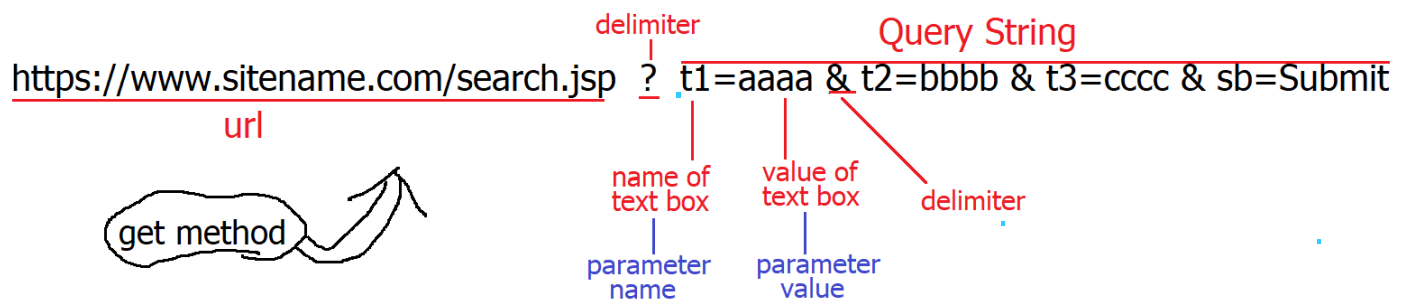 delimiter
Query String
https://www.sitename.com/search.jsp ? t1=aaaa & t2=bbbb & t3=cccc & sb=Submit
url
name of
text box
value of
text box
delimiter
get method
parameter
name
parameter
value